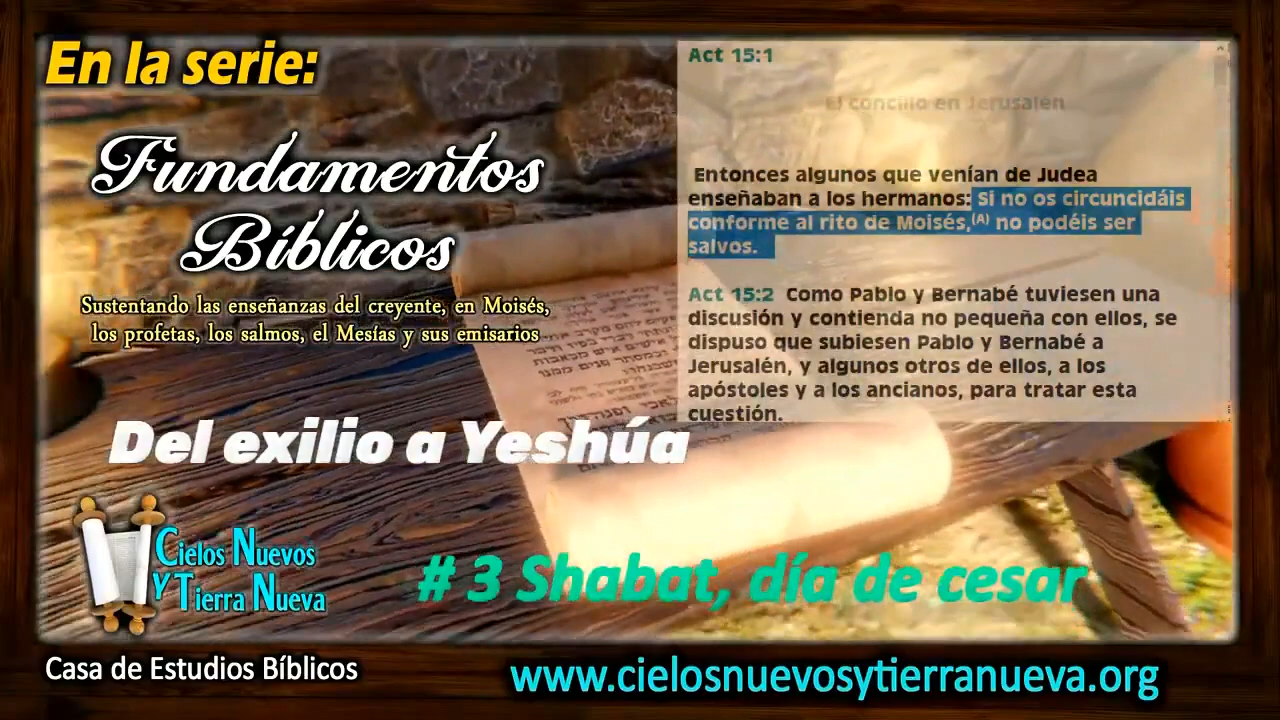 En la serie:
Fundamentos
Bíblicos
Sustentando las enseñanzas del creyente, en Moisés,
los profetas, los salmos, el Mesías y sus emisarios
Act 15:1
El concilio en Jerusalén
Entonces algunos que venían de Judea
enseñaban a los hermanos: Si no os circuncidáis
conforme al rito de Moisés,(A) no podéis ser
salvos.
Act 15:2 Como Pablo y Bernabé tuviesen una
discusión y contienda no pequeña con ellos, se
dispuso que subiesen Pablo y Bernabé a
Jerusalén, y algunos otros de ellos, a los
apóstoles y a los ancianos, para tratar esta
cuestión.
Del exilio a Yeshúa
Cielos Nuevos
Y Tierra Nueva
# 3 Shabat, día de cesar
Casa de Estudios Bíblicos
www.cielosnuevosytierranueva.org